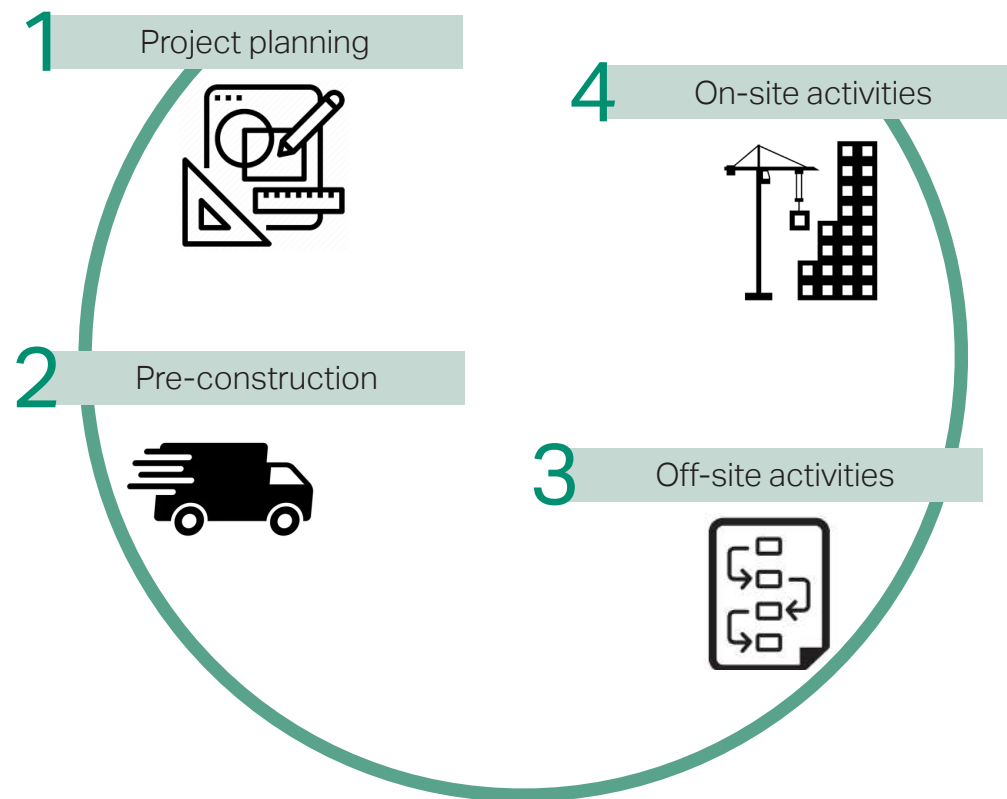 1 Project planning
2 Pre-construction
3 Off-site activities
4 On-site activities